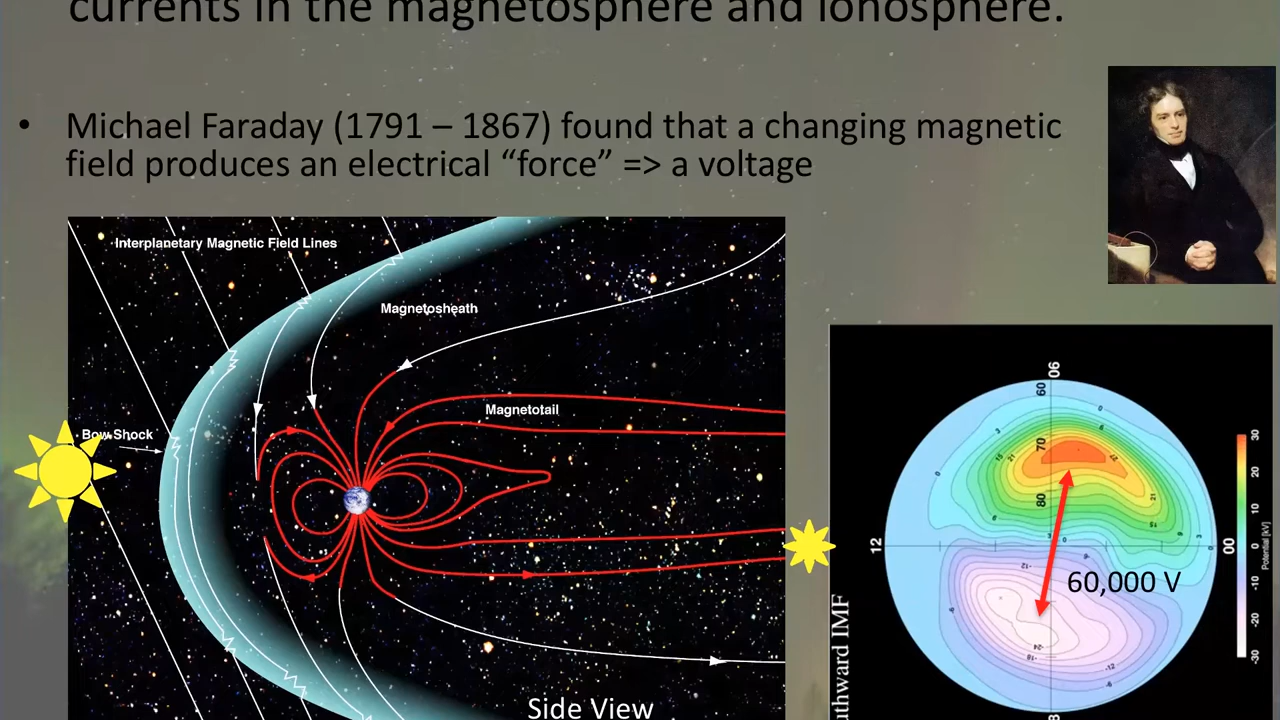 currents in the magnetosphere and ionosphere.
• Michael Faraday (1791 – 1867) found that a changing magnetic
field produces an electrical “force” => a voltage
Interplanetary Magnetic Field Lines
Magnetosheath
Magnetotail
Bow Shock
Side View
06
60
70
80
12
00
60,000 V
30
20
10
0
-10
-20
-30
Potential [kV]